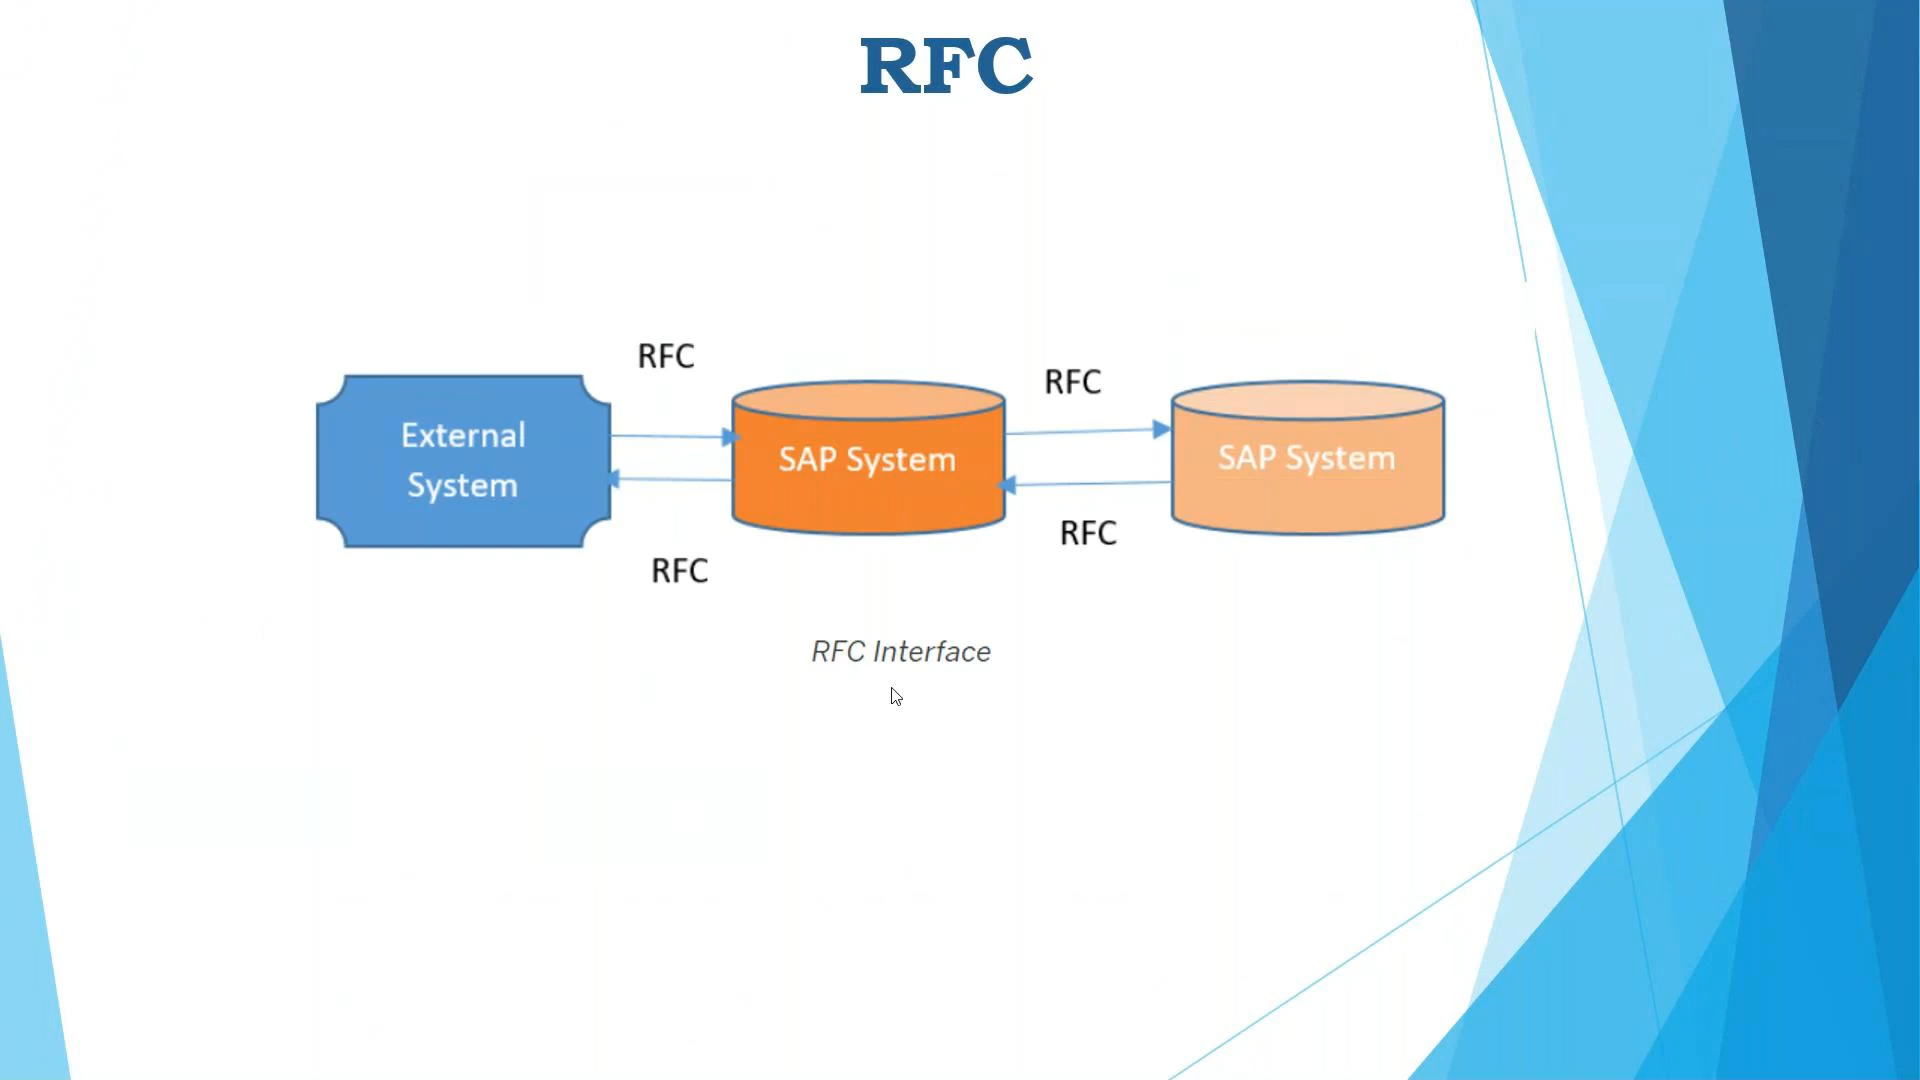 RFC
RFC
RFC
External
System
SAP System
SAP System
RFC
RFC
RFC Interface